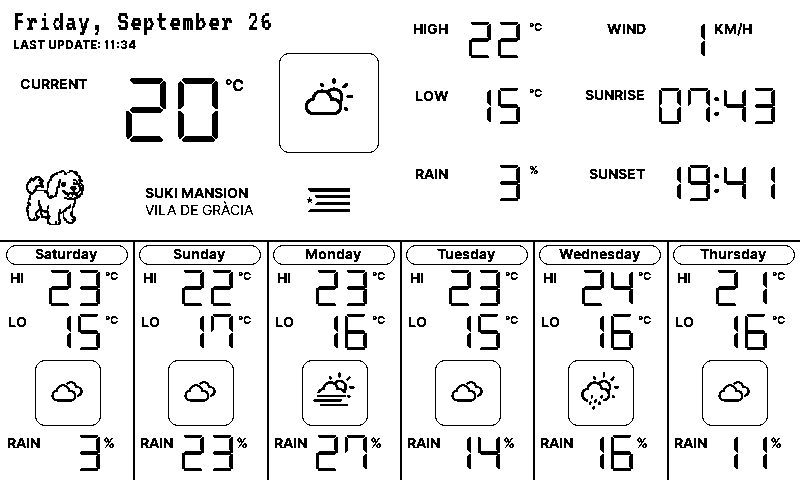 Friday, September 26
LAST UPDATE: 11:34
CURRENT 20 °C
HIGH 22 °C
LOW 15 °C
RAIN 3 %
WIND 1 KM/H
SUNRISE 07:43
SUNSET 19:41
SUKI MANSION
VILA DE GRÀCIA
Saturday
HI 23 °C
LO 15 °C
RAIN 3 %
Sunday
HI 22 °C
LO 17 °C
RAIN 23 %
Monday
HI 23 °C
LO 16 °C
RAIN 27 %
Tuesday
HI 23 °C
LO 15 °C
RAIN 14 %
Wednesday
HI 24 °C
LO 16 °C
RAIN 16 %
Thursday
HI 21 °C
LO 16 °C
RAIN 11 %